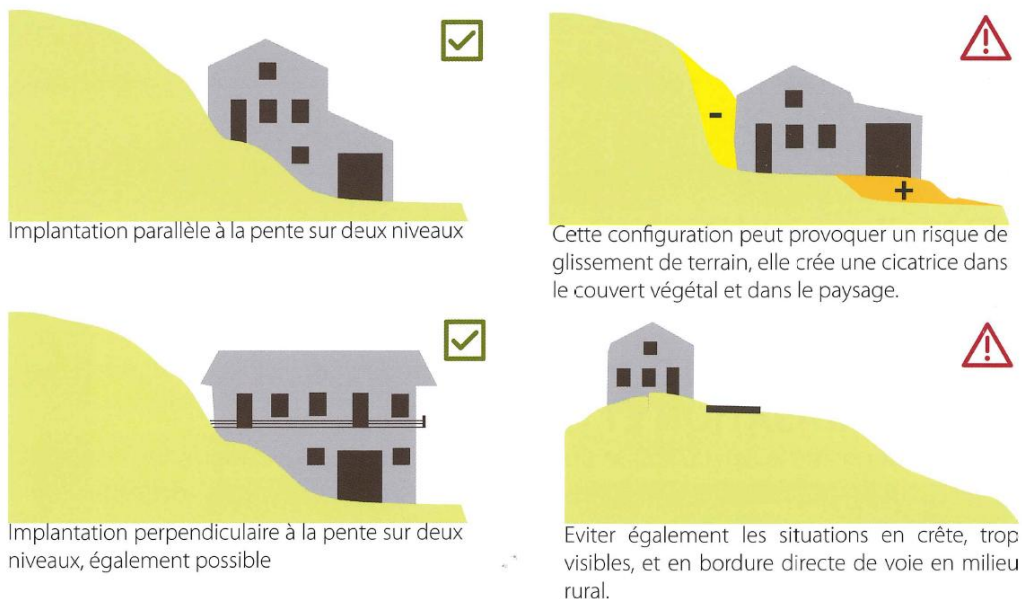 Implantation parallèle à la pente sur deux niveaux
-
+
Cette configuration peut provoquer un risque de
glissement de terrain, elle crée une cicatrice dans
le couvert végétal et dans le paysage.
Implantation perpendiculaire à la pente sur deux
niveaux, également possible
Eviter également les situations en crête, trop
visibles, et en bordure directe de voie en milieu
rural.